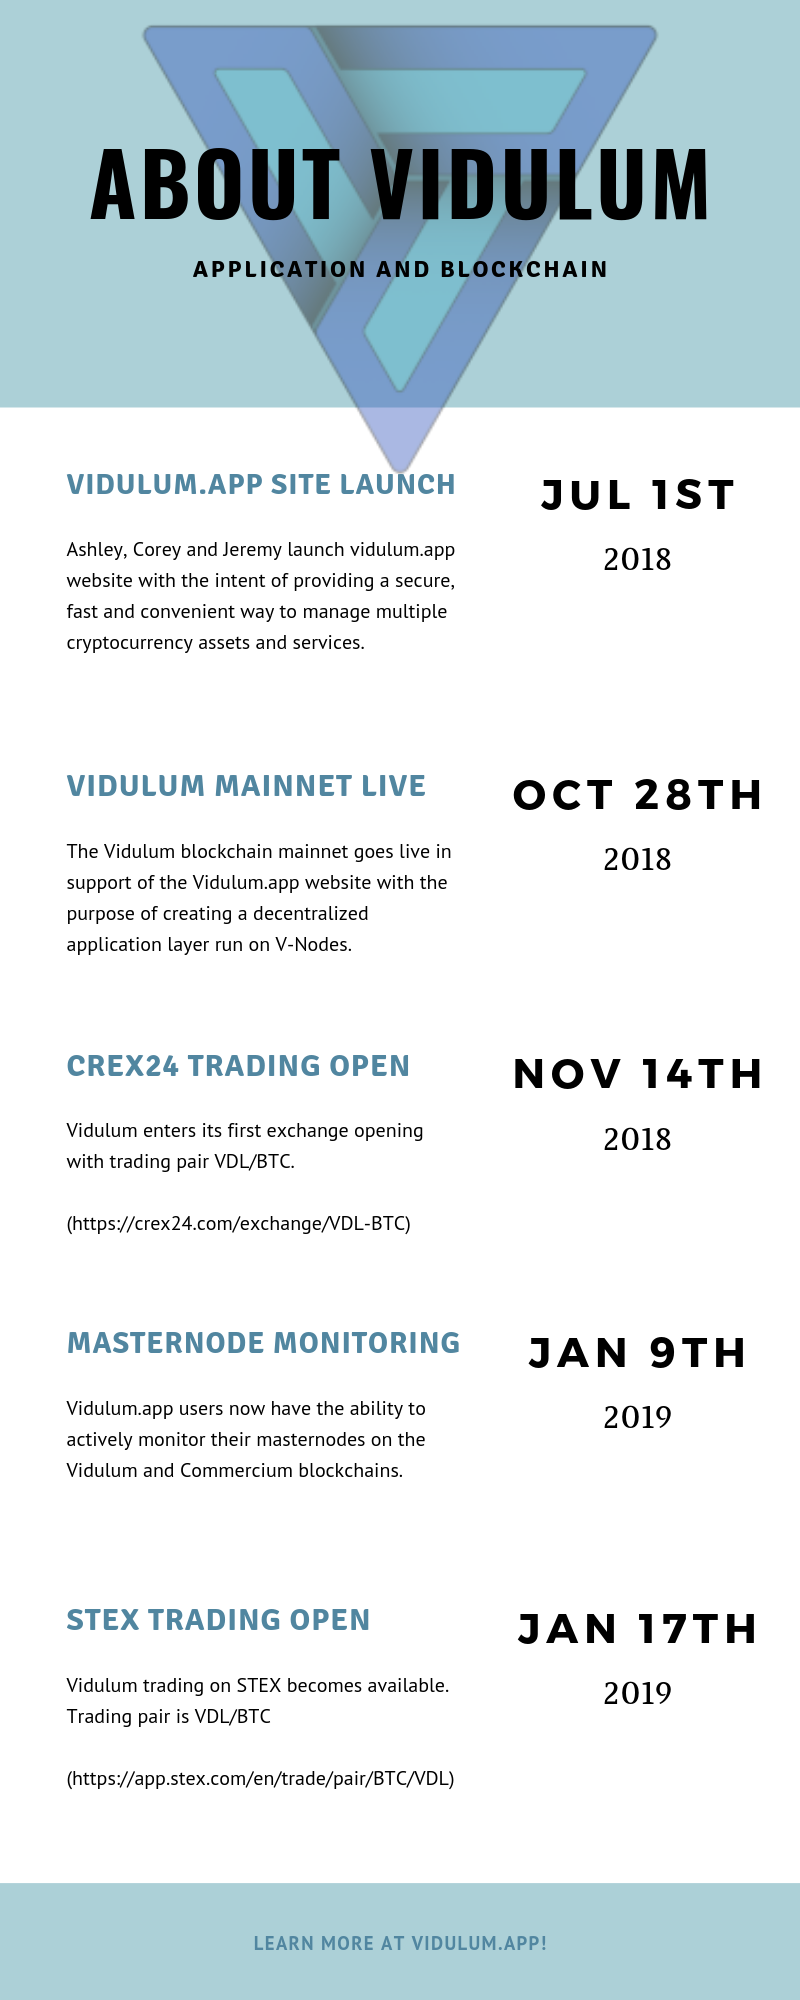 ABOUT VIDULUM
APPLICATION AND BLOCKCHAIN
VIDULUM.APP SITE LAUNCH
Ashley, Corey and Jeremy launch vidulum.app
website with the intent of providing a secure,
fast and convenient way to manage multiple
cryptocurrency assets and services.
JUL 1ST
2018
VIDULUM MAINNET LIVE
The Vidulum blockchain mainnet goes live in
support of the Vidulum.app website with the
purpose of creating a decentralized
application layer run on V-Nodes.
OCT 28TH
2018
CREX24 TRADING OPEN
Vidulum enters its first exchange opening
with trading pair VDL/BTC.
(https://crex24.com/exchange/VDL-BTC)
NOV 14TH
2018
MASTERNODE MONITORING
Vidulum.app users now have the ability to
actively monitor their masternodes on the
Vidulum and Commercium blockchains.
JAN 9TH
2019
STEX TRADING OPEN
Vidulum trading on STEX becomes available.
Trading pair is VDL/BTC
(https://app.stex.com/en/trade/pair/BTC/VDL)
JAN 17TH
2019
LEARN MORE AT VIDULUM.APP!